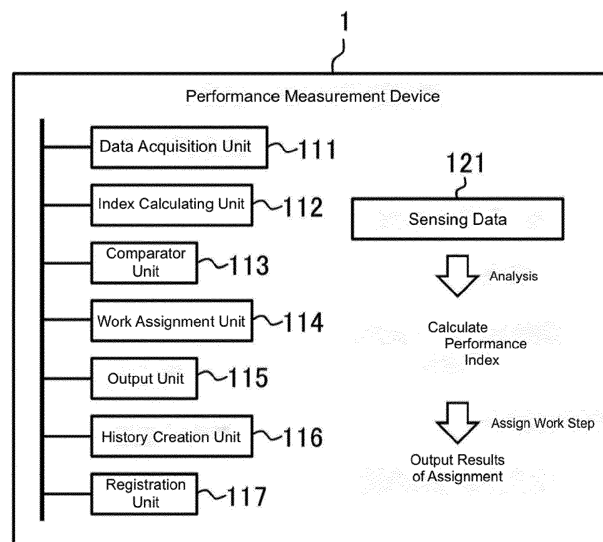 1
Performance Measurement Device
Data Acquisition Unit
111
Index Calculating Unit
112
Comparator
Unit
113
Work Assignment Unit
114
Output Unit
115
History Creation Unit
116
Registration
Unit
117
121
Sensing Data
Analysis
Calculate
Performance
Index
Assign Work Step
Output Results
of Assignment